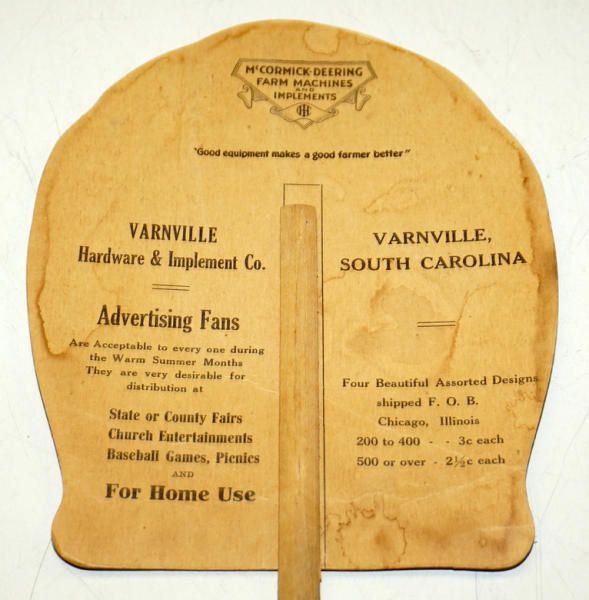 McCORMICK-DEERING
FARM MACHINES
AND
IMPLEMENTS
IHC
"Good equipment makes a good farmer better"
VARNVILLE
Hardware & Implement Co.
Advertising Fans
Are Acceptable to every one during
the Warm Summer Months
They are very desirable for
distribution at
State or County Fairs
Church Entertainments
Baseball Games, Picnics
AND
For Home Use
VARNVILLE,
SOUTH CAROLINA
Four Beautiful Assorted Designs
shipped F. O. B.
Chicago, Illinois
200 to 400 - - 3c each
500 or over - 2½c each